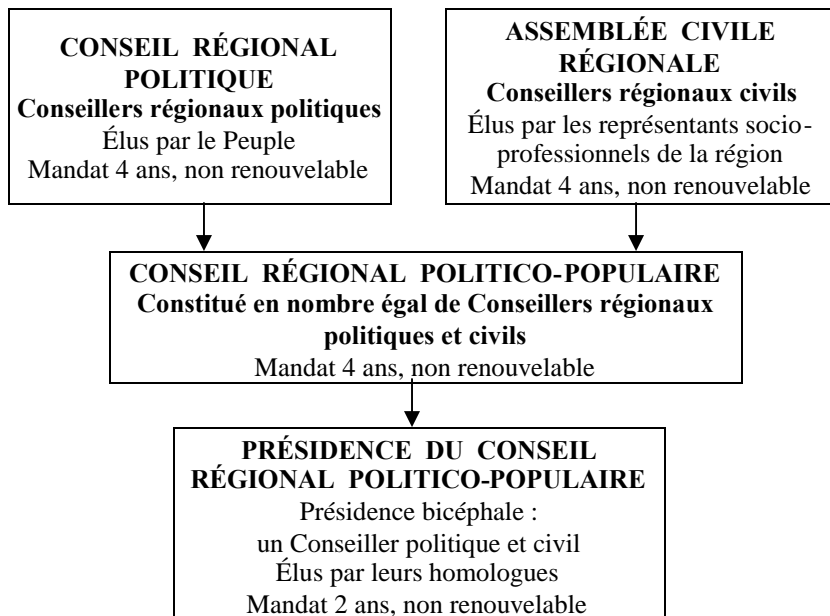 CONSEIL RÉGIONAL
POLITIQUE
Conseillers régionaux politiques
Élus par le Peuple
Mandat 4 ans, non renouvelable
ASSEMBLÉE CIVILE
RÉGIONALE
Conseillers régionaux civils
Élus par les représentants socio-
professionnels de la région
Mandat 4 ans, non renouvelable
CONSEIL RÉGIONAL POLITICO-POPULAIRE
Constitué en nombre égal de Conseillers régionaux
politiques et civils
Mandat 4 ans, non renouvelable
PRÉSIDENCE DU CONSEIL
RÉGIONAL POLITICO-POPULAIRE
Présidence bicéphale :
un Conseiller politique et civil
Élus par leurs homologues
Mandat 2 ans, non renouvelable